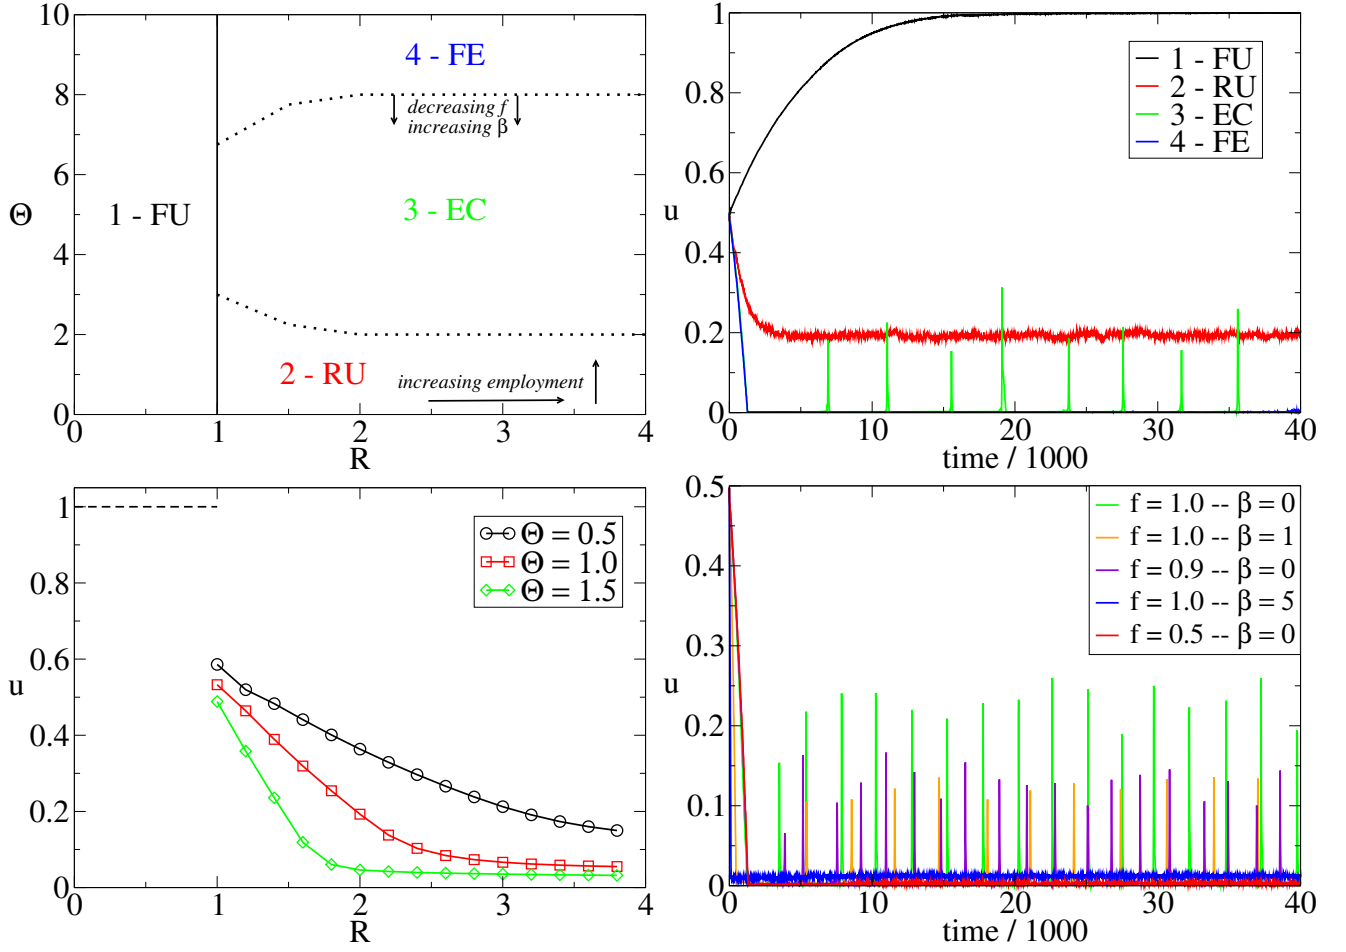 10
8
6
4
2
0
Θ
4 - FE
decreasing f
increasing β
1 - FU
3 - EC
2 - RU
increasing employment
0
1
2
3
4
R
1
0.8
0.6
0.4
0.2
0
u
1 - FU
2 - RU
3 - EC
4 - FE
0
10
20
30
40
time / 1000
1
0.8
0.6
0.4
0.2
0
u
Θ = 0.5
Θ = 1.0
Θ = 1.5
0
1
2
3
4
R
0.5
0.4
0.3
0.2
0.1
0
u
f = 1.0 -- β = 0
f = 1.0 -- β = 1
f = 0.9 -- β = 0
f = 1.0 -- β = 5
f = 0.5 -- β = 0
0
10
20
30
40
time / 1000